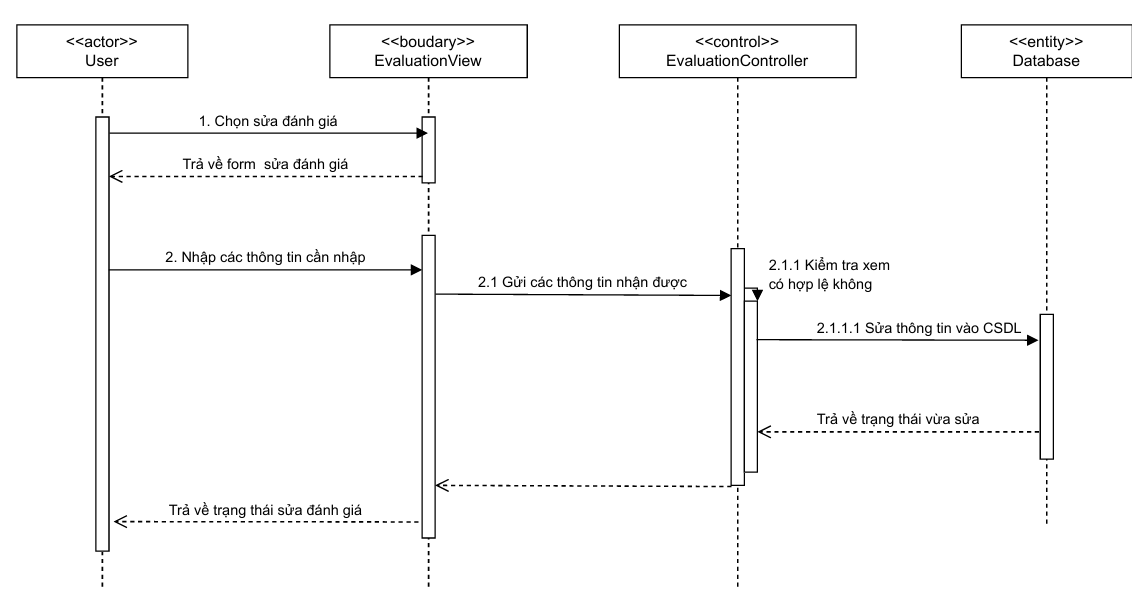 <<actor>>
User
<<boudary>>
EvaluationView
<<control>>
EvaluationController
<<entity>>
Database
1. Chọn sửa đánh giá
Trả về form sửa đánh giá
2. Nhập các thông tin cần nhập
2.1 Gửi các thông tin nhận được
2.1.1 Kiểm tra xem
có hợp lệ không
2.1.1.1 Sửa thông tin vào CSDL
Trả về trạng thái vừa sửa
Trả về trạng thái sửa đánh giá